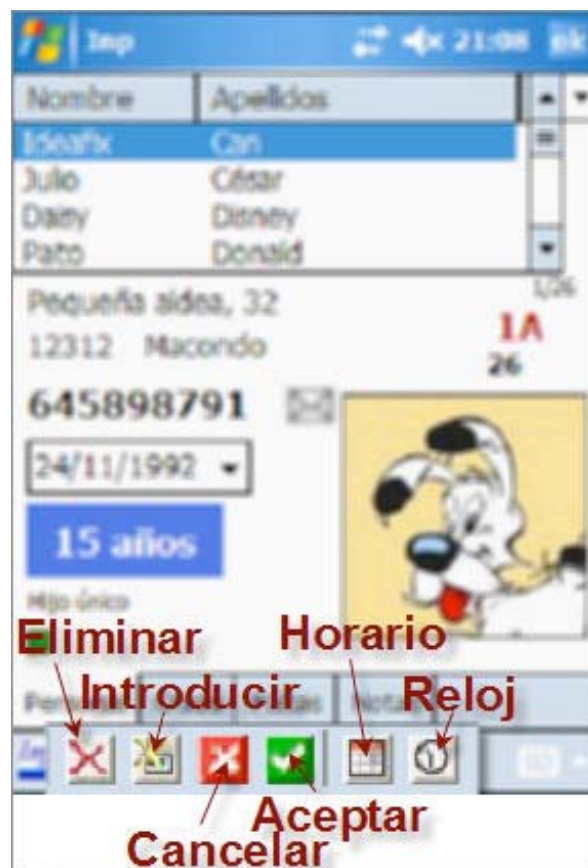 Imp 21:08 ok
Nombre Apellidos
Ideafix Can
Julio César
Daisy Disney
Pato Donald
Pequeña aldea, 32 1/26
12312 Macondo 1A
26
645898791
24/11/1992
15 años
Hijo único
Eliminar Horario
Introducir Reloj
Aceptar
Cancelar